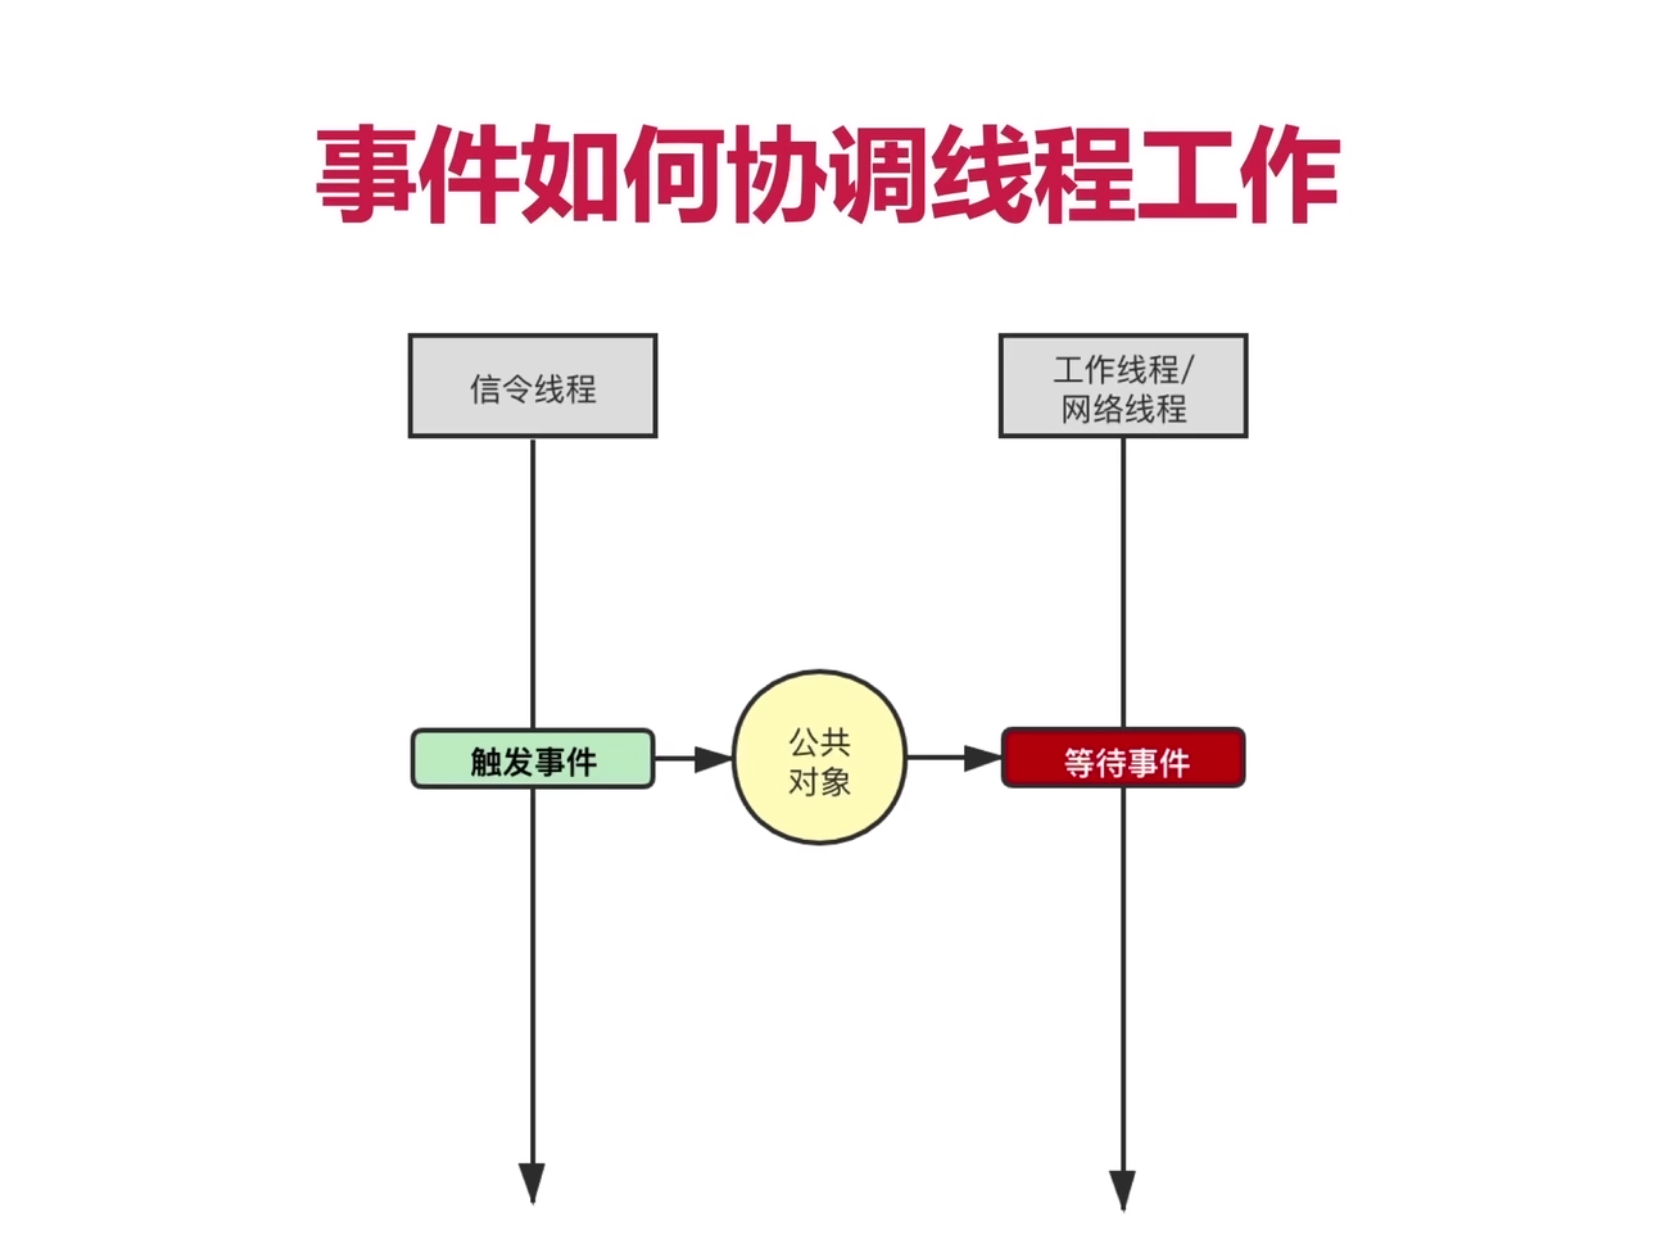 事件如何协调线程工作
信令线程
工作线程/
网络线程
触发事件
公共
对象
等待事件